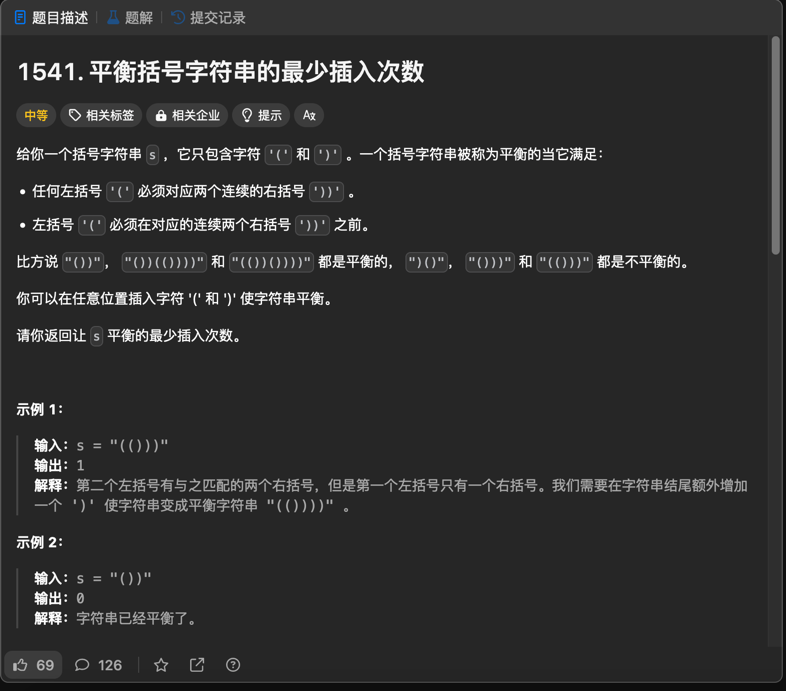 题目描述 题解 提交记录
1541. 平衡括号字符串的最少插入次数
中等 相关标签 相关企业 提示 Aあ
给你一个括号字符串 s ，它只包含字符 '(' 和 ')' 。一个括号字符串被称为平衡的当它满足：
• 任何左括号 '(' 必须对应两个连续的右括号 '))' 。
• 左括号 '(' 必须在对应的连续两个右括号 '))' 之前。
比方说 "())"， "())(())))" 和 "(())())))" 都是平衡的， ")()"， "()))" 和 "(()))" 都是不平衡的。
你可以在任意位置插入字符 '(' 和 ')' 使字符串平衡。
请你返回让 s 平衡的最少插入次数。
示例 1：
输入：s = "(()))"
输出：1
解释：第二个左括号有与之匹配的两个右括号，但是第一个左括号只有一个右括号。我们需要在字符串结尾额外增加
一个 ')' 使字符串变成平衡字符串 "(())))" 。
示例 2：
输入：s = "())"
输出：0
解释：字符串已经平衡了。
69 126